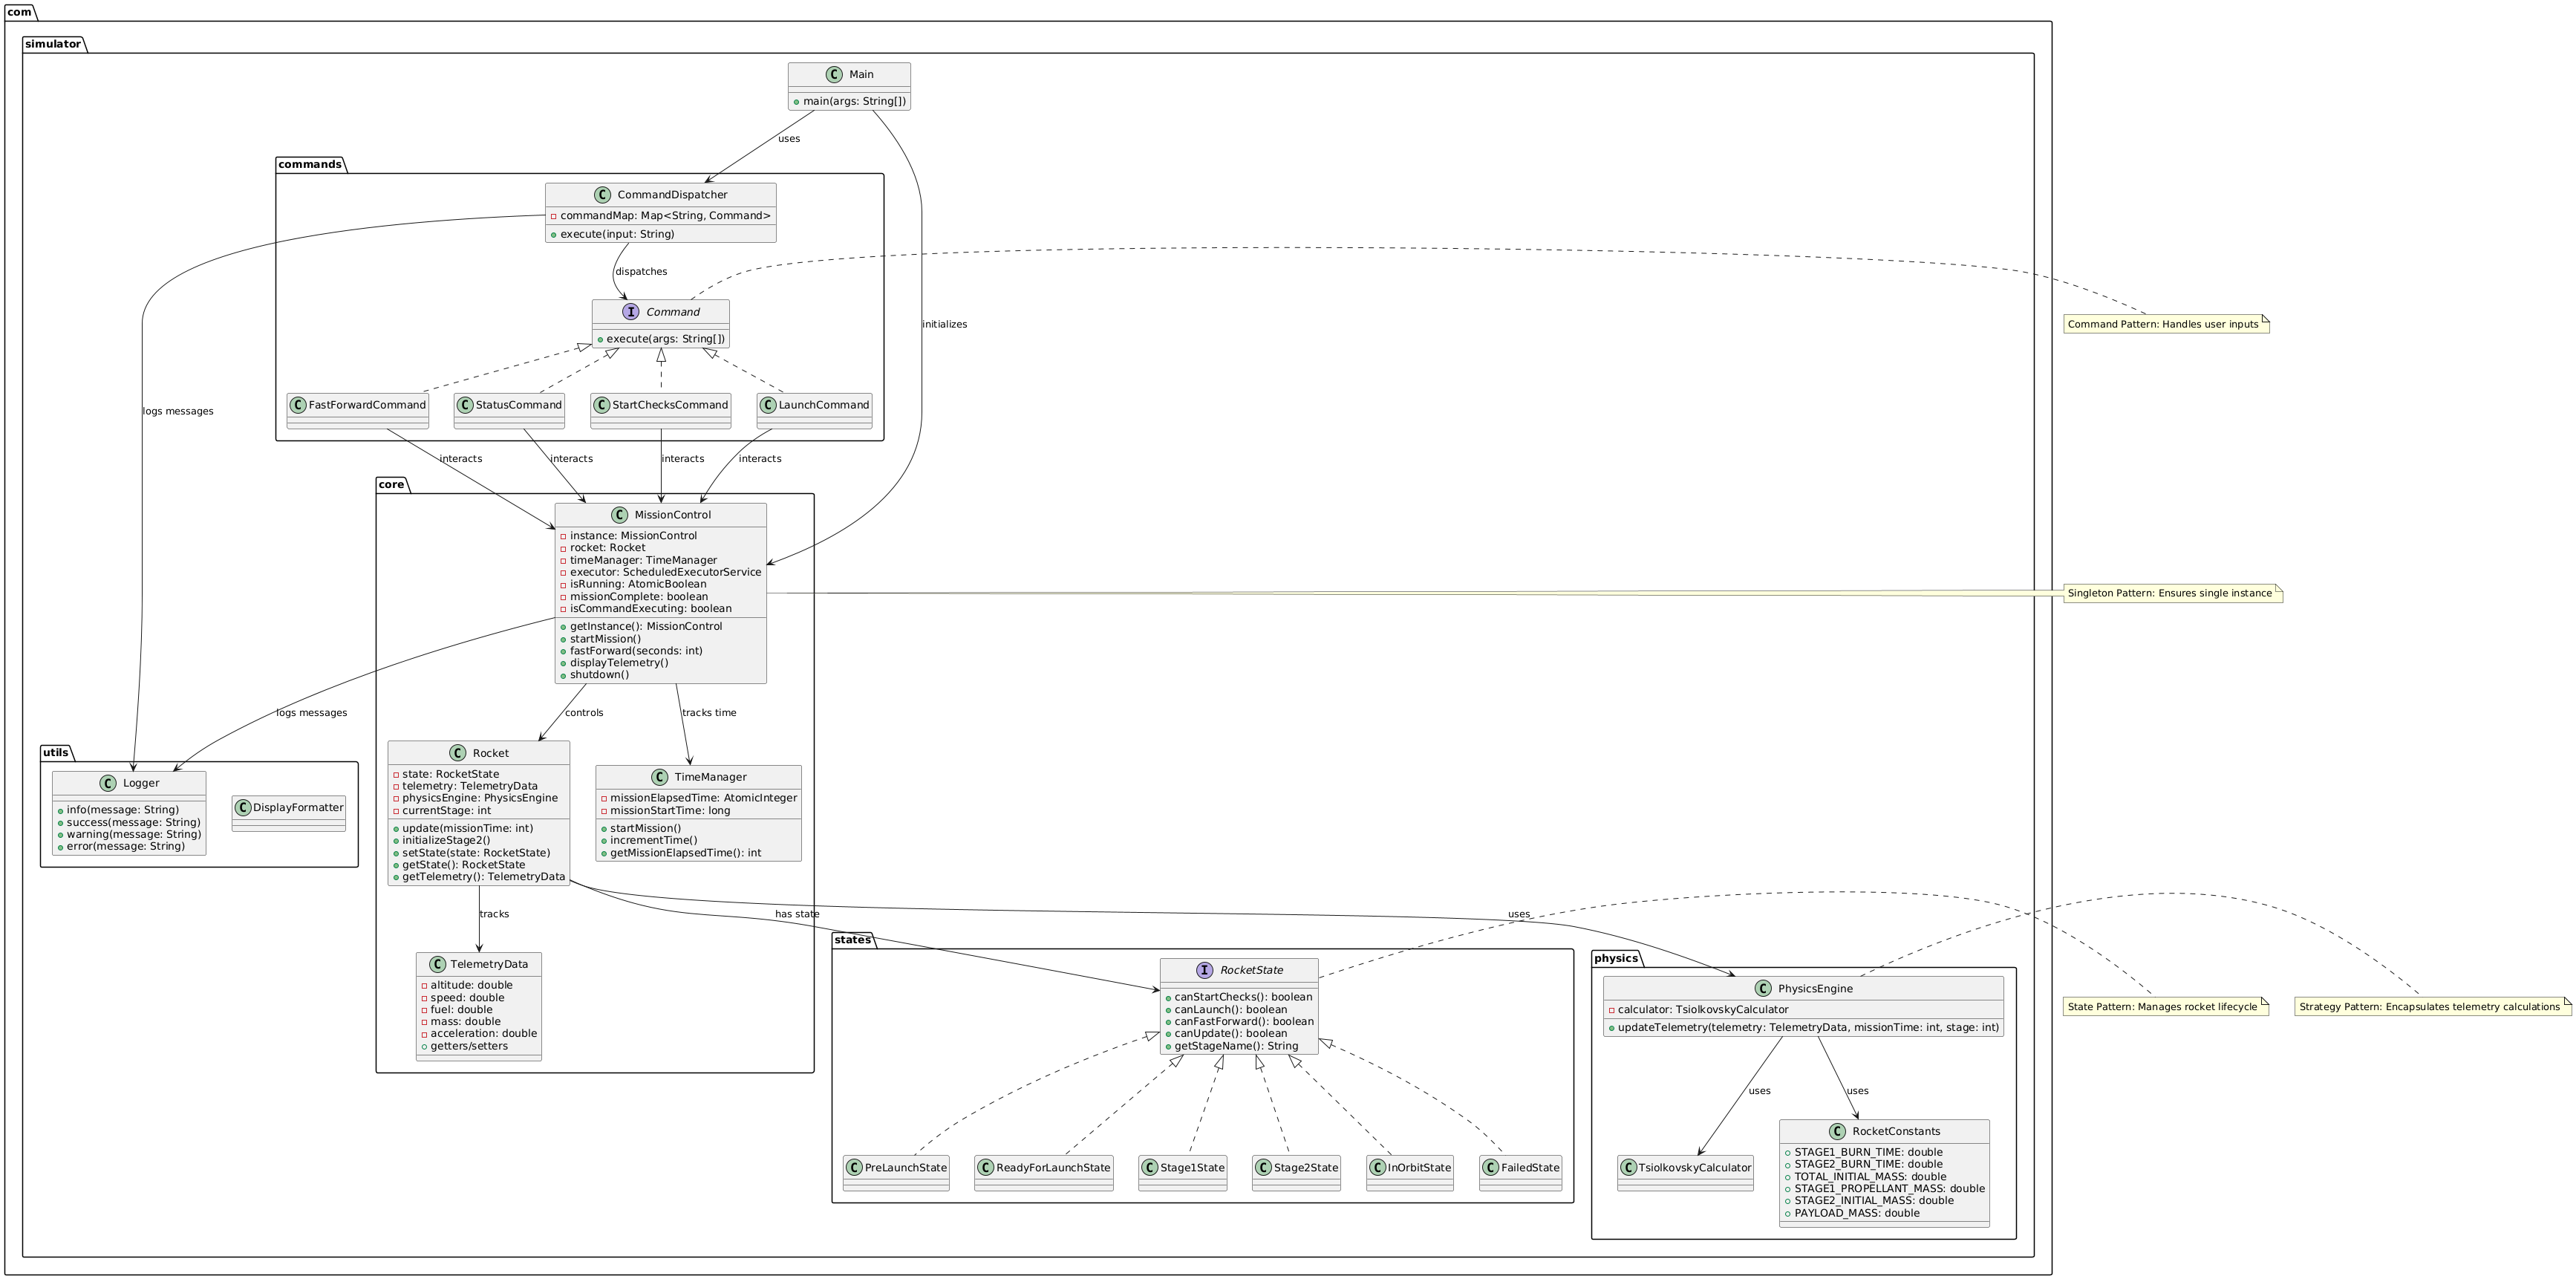 com
simulator
C Main
main(args: String[])
uses
initializes
commands
C CommandDispatcher
commandMap: Map<String, Command>
execute(input: String)
dispatches
I Command
execute(args: String[])
Command Pattern: Handles user inputs
C FastForwardCommand
C StatusCommand
C StartChecksCommand
C LaunchCommand
logs messages
interacts
interacts
interacts
interacts
core
C MissionControl
instance: MissionControl
rocket: Rocket
timeManager: TimeManager
executor: ScheduledExecutorService
isRunning: AtomicBoolean
missionComplete: boolean
isCommandExecuting: boolean
getInstance(): MissionControl
startMission()
fastForward(seconds: int)
displayTelemetry()
shutdown()
Singleton Pattern: Ensures single instance
logs messages
controls
tracks time
utils
C Logger
info(message: String)
success(message: String)
warning(message: String)
error(message: String)
C DisplayFormatter
C Rocket
state: RocketState
telemetry: TelemetryData
physicsEngine: PhysicsEngine
currentStage: int
update(missionTime: int)
initializeStage2()
setState(state: RocketState)
getState(): RocketState
getTelemetry(): TelemetryData
C TimeManager
missionElapsedTime: AtomicInteger
missionStartTime: long
startMission()
incrementTime()
getMissionElapsedTime(): int
tracks
has state
uses
C TelemetryData
altitude: double
speed: double
fuel: double
mass: double
acceleration: double
getters/setters
states
I RocketState
canStartChecks(): boolean
canLaunch(): boolean
canFastForward(): boolean
canUpdate(): boolean
getStageName(): String
physics
C PhysicsEngine
calculator: TsiolkovskyCalculator
updateTelemetry(telemetry: TelemetryData, missionTime: int, stage: int)
State Pattern: Manages rocket lifecycle
Strategy Pattern: Encapsulates telemetry calculations
uses
uses
C PreLaunchState
C ReadyForLaunchState
C Stage1State
C Stage2State
C InOrbitState
C FailedState
C TsiolkovskyCalculator
C RocketConstants
STAGE1_BURN_TIME: double
STAGE2_BURN_TIME: double
TOTAL_INITIAL_MASS: double
STAGE1_PROPELLANT_MASS: double
STAGE2_INITIAL_MASS: double
PAYLOAD_MASS: double